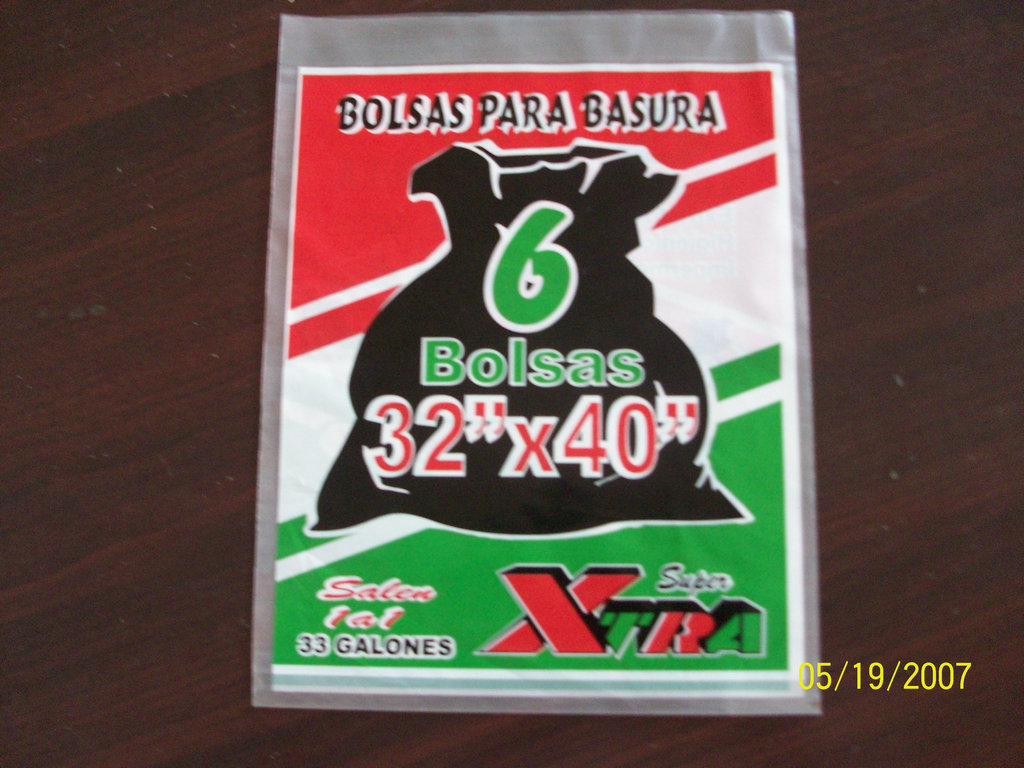 BOLSAS PARA BASURA
6
Bolsas
32"x40"
Salen
1a1
33 GALONES
Super
XTRA
05/19/2007